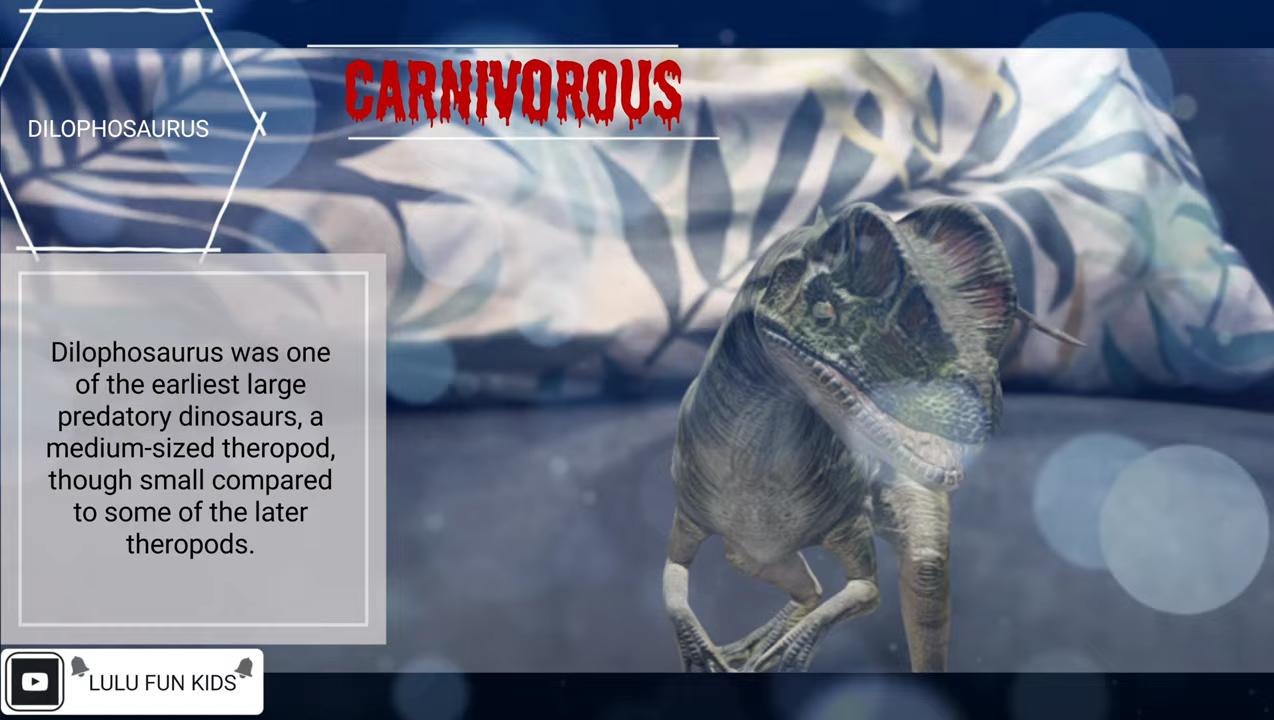 CARNIVOROUS
DILOPHOSAURUS
Dilophosaurus was one
of the earliest large
predatory dinosaurs, a
medium-sized theropod,
though small compared
to some of the later
theropods.
LULU FUN KIDS